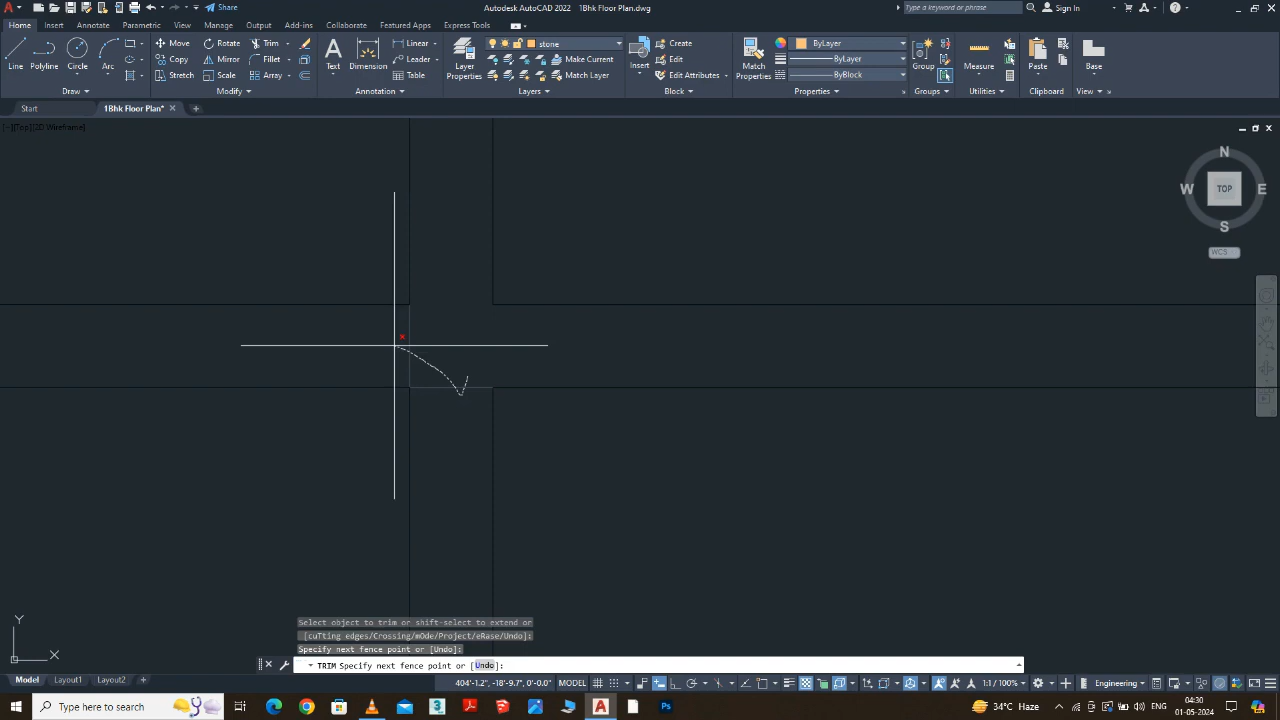 Share
Autodesk AutoCAD 2022 1Bhk Floor Plan.dwg
Type a keyword or phrase
Sign In
Home Insert Annotate Parametric View Manage Output Add-ins Collaborate Featured Apps Express Tools
Line Polyline Circle Arc
Move Rotate Trim
Copy Mirror Fillet
Stretch Scale Array
Text Dimension
Linear
Leader
Table
Layer Properties
stone
Make Current
Match Layer
Insert
Create
Edit
Edit Attributes
Match Properties
ByLayer
ByLayer
ByBlock
Group
Measure
Paste
Base
Draw Modify Annotation Layers Block Properties Groups Utilities Clipboard View
Start 1Bhk Floor Plan*
[−][Top][2D Wireframe]
N
W TOP E
S
WCS
Select object to trim or shift-select to extend or
[cuTting edges/Crossing/mOde/Project/eRase/Undo]:
Specify next fence point or [Undo]:
TRIM Specify next fence point or [Undo]:
Y
X
Model Layout1 Layout2
404'-1.2", -18'-9.7", 0'-0.0" MODEL
1:1 / 100%
Engineering
Type here to search
34°C Haze
ENG
04:30
01-05-2024